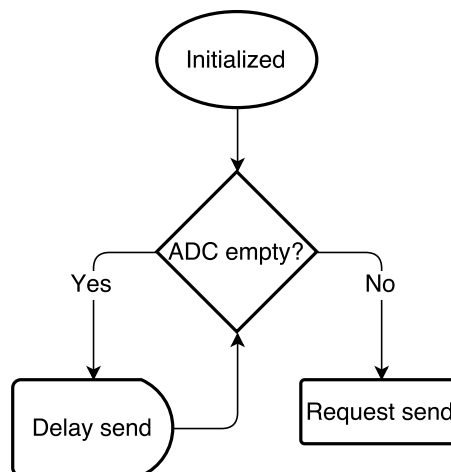 Initialized
ADC empty?
Yes
No
Delay send
Request send